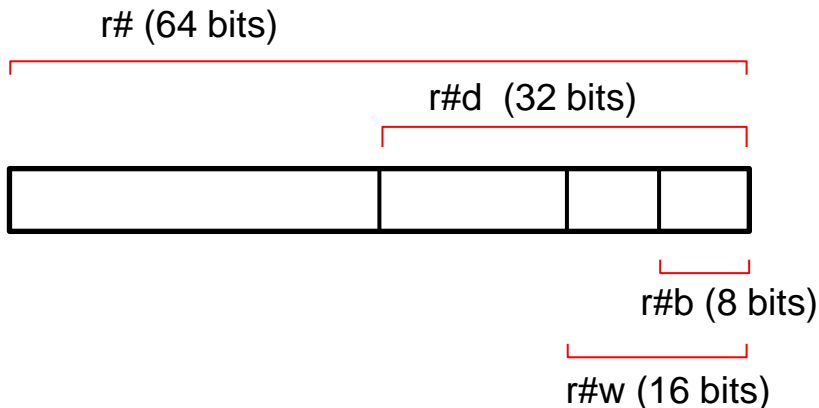 r# (64 bits)
r#d (32 bits)
r#b (8 bits)
r#w (16 bits)